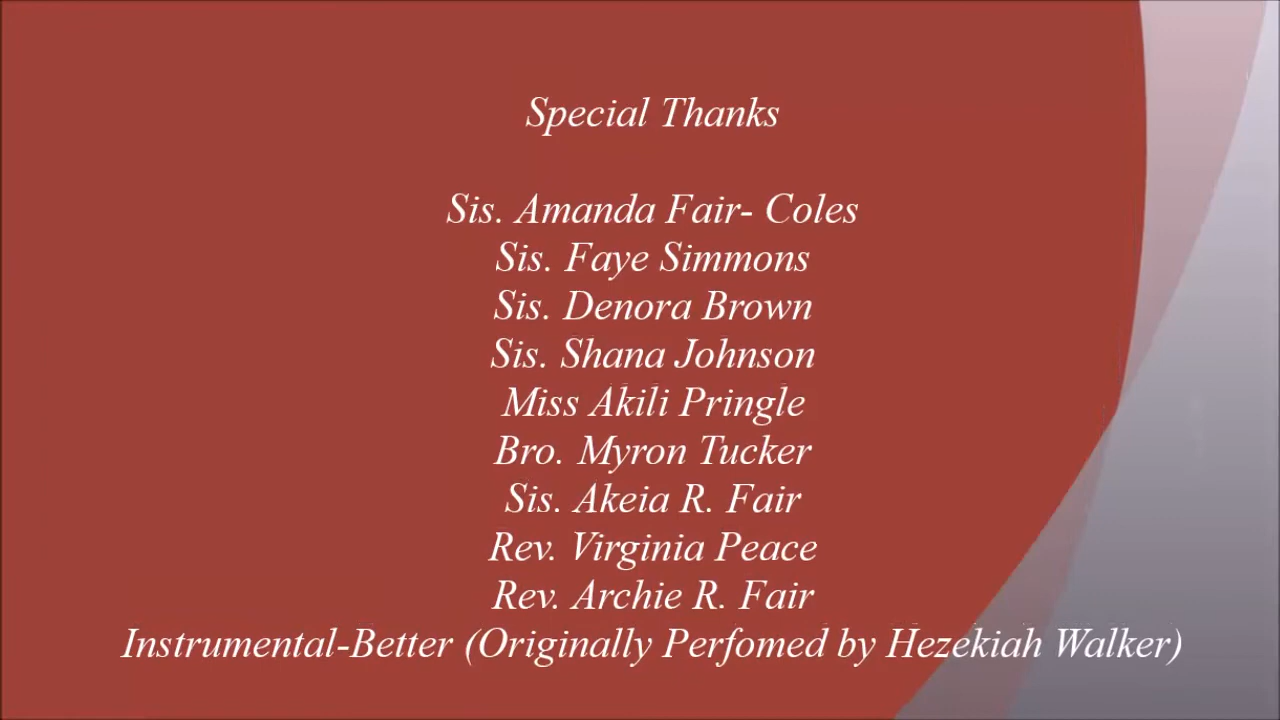 Special Thanks
Sis. Amanda Fair- Coles
Sis. Faye Simmons
Sis. Denora Brown
Sis. Shana Johnson
Miss Akili Pringle
Bro. Myron Tucker
Sis. Akeia R. Fair
Rev. Virginia Peace
Rev. Archie R. Fair
Instrumental-Better (Originally Perfomed by Hezekiah Walker)